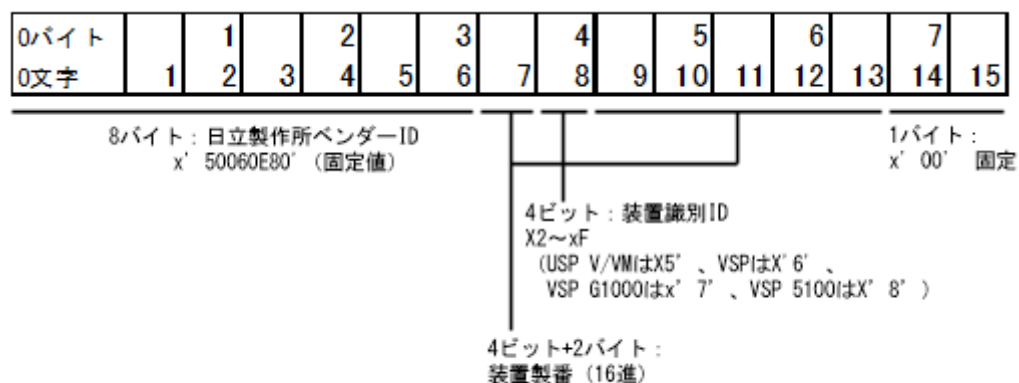 0バイト 1 2 3 4 5 6 7
0文字 1 2 3 4 5 6 7 8 9 10 11 12 13 14 15
8バイト：日立製作所ベンダーID
x' 50060E80' （固定値）
1バイト：
x' 00' 固定
4ビット：装置識別ID
X2～xF
（USP V/VMはX5' 、VSPはX' 6' 、
VSP G1000はx' 7' 、VSP 5100はX' 8' ）
4ビット+2バイト：
装置製番（16進）